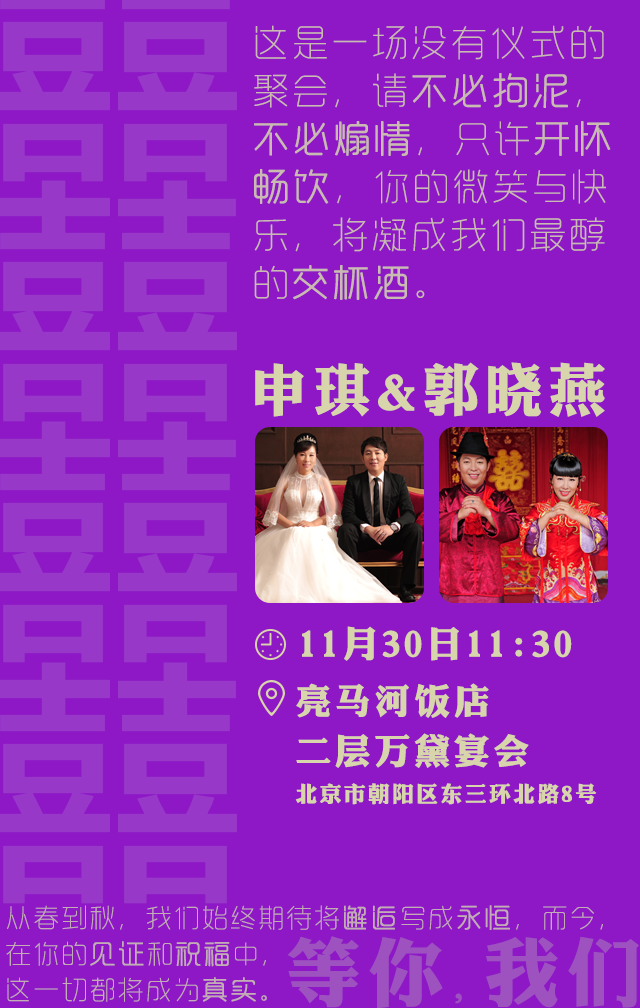 这是一场没有仪式的
聚会，请不必拘泥，
不必煽情，只许开怀
畅饮，你的微笑与快
乐，将凝成我们最醇
的交杯酒。
申琪&郭晓燕
囍
11月30日11:30
亮马河饭店
二层万黛宴会
北京市朝阳区东三环北路8号
从春到秋，我们始终期待将邂逅写成永恒，而今，
在你的见证和祝福中，
这一切都将成为真实。
等你，我们